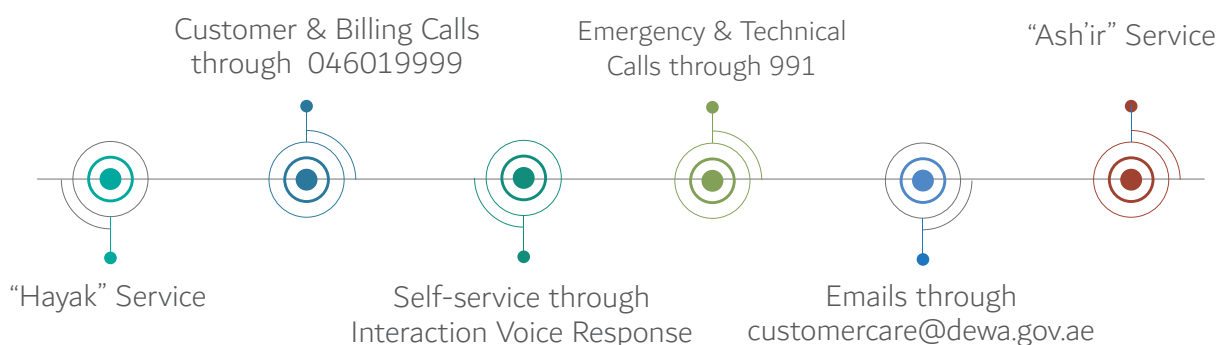 Customer & Billing Calls
through 046019999
Emergency & Technical
Calls through 991
“Ash’ir” Service
“Hayak” Service
Self-service through
Interaction Voice Response
Emails through
customercare@dewa.gov.ae